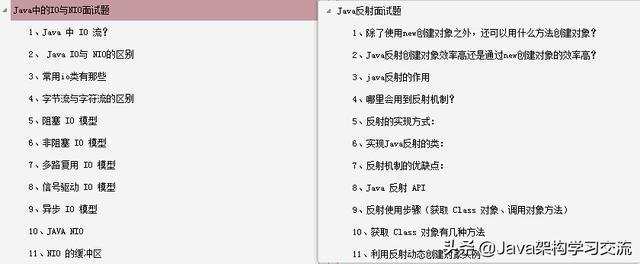 Java中的IO与NIO面试题
1、Java 中 IO 流?
2、 Java IO与 NIO的区别
3、常用io类有那些
4、字节流与字符流的区别
5、阻塞 IO 模型
6、非阻塞 IO 模型
7、多路复用 IO 模型
8、信号驱动 IO 模型
9、异步 IO 模型
10、JAVA NIO
11、NIO 的缓冲区
Java反射面试题
1、除了使用new创建对象之外，还可以用什么方法创建对象?
2、Java反射创建对象效率高还是通过new创建对象的效率高?
3、java反射的作用
4、哪里会用到反射机制?
5、反射的实现方式:
6、实现Java反射的类:
7、反射机制的优缺点:
8、Java 反射 API
9、反射使用步骤（获取 Class 对象、调用对象方法）
10、获取 Class 对象有几种方法
11、利用反射动态创建对象实例
头条@Java架构学习交流